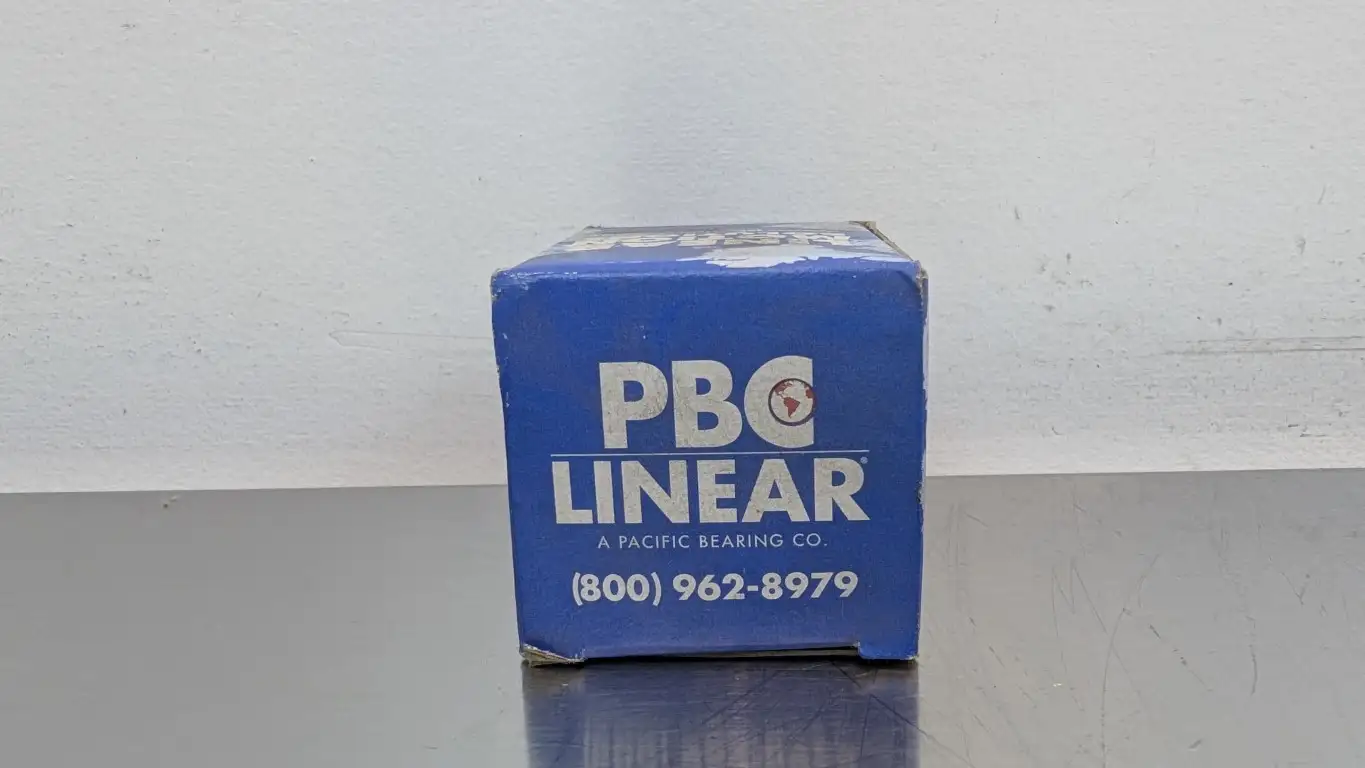 PBC
LINEAR®
A PACIFIC BEARING CO.
(800) 962-8979